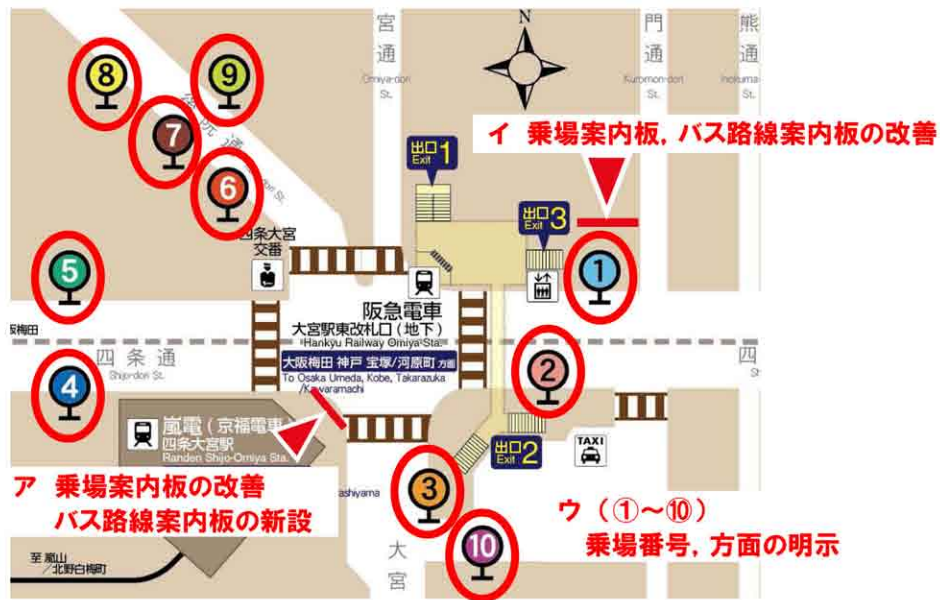 宮通
Omiya-dori
St.
門通
Kuromon-dori
St.
熊通
Inokuma-
St.
N
8
9
7
6
後院通
イ 乗場案内板, バス路線案内板の改善
出口 1
Exit
出口 3
Exit
四条大宮
交番
5
1
阪急電車
大宮駅東改札口（地下）
Hankyu Railway Omiya Sta.
大阪梅田 神戸 宝塚/河原町 方面
To Osaka Umeda, Kobe, Takarazuka
/Kawaramachi
阪梅田
四条通
Shijo-dori St.
四
St
4
2
嵐電（京福電車）
四条大宮駅
Randen Shijo-Omiya Sta.
出口 2
Exit
TAXI
ア 乗場案内板の改善
バス路線案内板の新設
ashiyama
3
10
ウ（①～⑩）
乗場番号, 方面の明示
大宮
至 嵐山
/北野白梅町